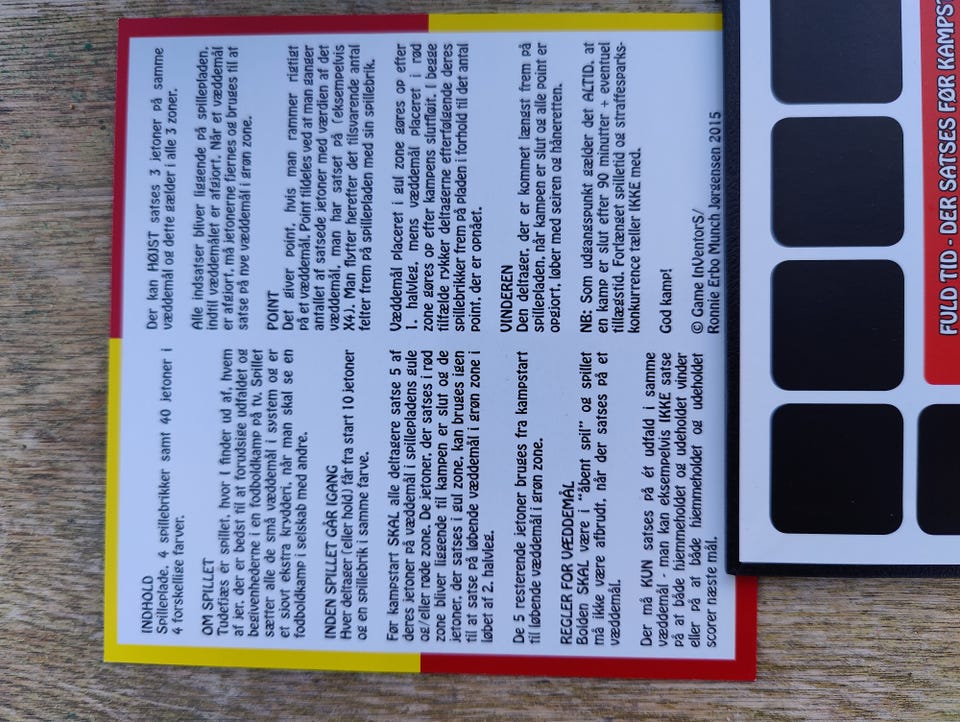 INDHOLD
Spilleplade, 4 spillebrikker samt 40 jetoner i
4 forskellige farver.
OM SPILLET
Tudefjæs er spillet, hvor I finder ud af, hvem
af jer, der er bedst til at forudsige udfaldet og
begivenhederne i en fodboldkamp på tv. Spillet
sætter alle de små væddemål i system og er
et sjovt ekstra krydderi, når man skal se en
fodboldkamp i selskab med andre.
INDEN SPILLET GÅR IGANG
Hver deltager (eller hold) får fra start 10 jetoner
og en spillebrik i samme farve.
Før kampstart SKAL alle deltagere satse 5 af
deres jetoner på væddemål i spillepladens gule
og/eller røde zone. De jetoner, der satses i rød
zone bliver liggende til kampen er slut og de
jetoner, der satses i gul zone, kan bruges igen
til at satse på løbende væddemål i grøn zone i
løbet af 2. halvleg.
De 5 resterende jetoner bruges fra kampstart
til løbende væddemål i grøn zone.
REGLER FOR VÆDDEMÅL
Bolden SKAL være i "åbent spil" og spillet
må ikke være afbrudt, når der satses på et
væddemål.
Der må KUN satses på ét udfald i samme
væddemål - man kan eksempelvis IKKE satse
på at både hjemmeholdet og udeholdet vinder
eller på at både hjemmeholdet og udeholdet
scorer næste mål.
Der kan HØJST satses 3 jetoner på samme
væddemål og dette gælder i alle 3 zoner.
Alle indsatser bliver liggende på spillepladen,
indtil væddemålet er afgjort. Når et væddemål
er afgjort, må jetonerne fjernes og bruges til at
satse på nye væddemål i grøn zone.
POINT
Det giver point, hvis man rammer rigtigt
på et væddemål. Point tildeles ved at man ganger
antallet af satsede jetoner med værdien af det
væddemål, man har satset på (eksempelvis
X4). Man flytter herefter det tilsvarende antal
felter frem på spillepladen med sin spillebrik.
Væddemål placeret i gul zone gøres op efter
1. halvleg, mens væddemål placeret i rød
zone gøres op efter kampens slutfløjt. I begge
tilfælde rykker deltagerne efterfølgende deres
spillebrikker frem på pladen i forhold til det antal
point, der er opnået.
VINDEREN
Den deltager, der er kommet længst frem på
spillepladen, når kampen er slut og alle point er
opgjort, løber med sejren og håneretten.
NB: Som udgangspunkt gælder det ALTID, at
en kamp er slut efter 90 minutter + eventuel
tillægstid. Forlænget spilletid og straffespark-
konkurrence tæller IKKE med.
God kamp!
© Game InVentorS/
Ronnie Erbo Munch Jørgensen 2015
FULD TID - DER SATSES FØR KAMPST